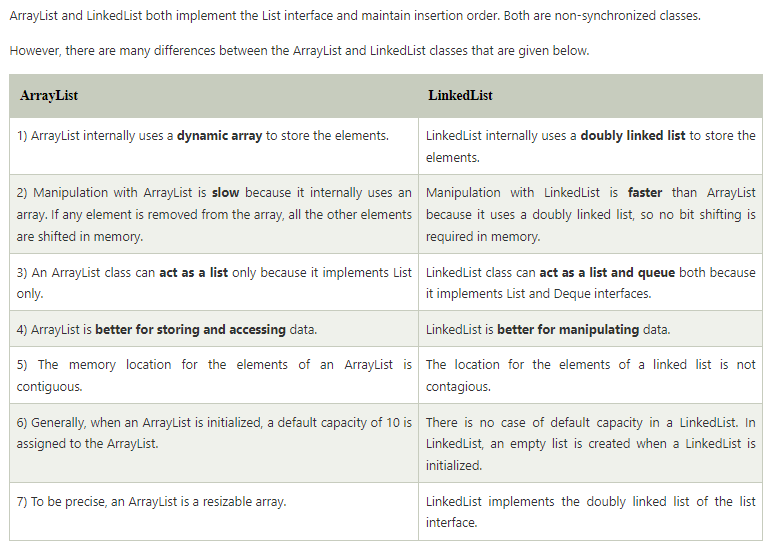 ArrayList and LinkedList both implement the List interface and maintain insertion order. Both are non-synchronized classes.
However, there are many differences between the ArrayList and LinkedList classes that are given below.
ArrayList
LinkedList
1) ArrayList internally uses a dynamic array to store the elements.
LinkedList internally uses a doubly linked list to store the
elements.
2) Manipulation with ArrayList is slow because it internally uses an
array. If any element is removed from the array, all the other elements
are shifted in memory.
Manipulation with LinkedList is faster than ArrayList
because it uses a doubly linked list, so no bit shifting is
required in memory.
3) An ArrayList class can act as a list only because it implements List
only.
LinkedList class can act as a list and queue both because
it implements List and Deque interfaces.
4) ArrayList is better for storing and accessing data.
LinkedList is better for manipulating data.
5) The memory location for the elements of an ArrayList is
contiguous.
The location for the elements of a linked list is not
contagious.
6) Generally, when an ArrayList is initialized, a default capacity of 10 is
assigned to the ArrayList.
There is no case of default capacity in a LinkedList. In
LinkedList, an empty list is created when a LinkedList is
initialized.
7) To be precise, an ArrayList is a resizable array.
LinkedList implements the doubly linked list of the list
interface.